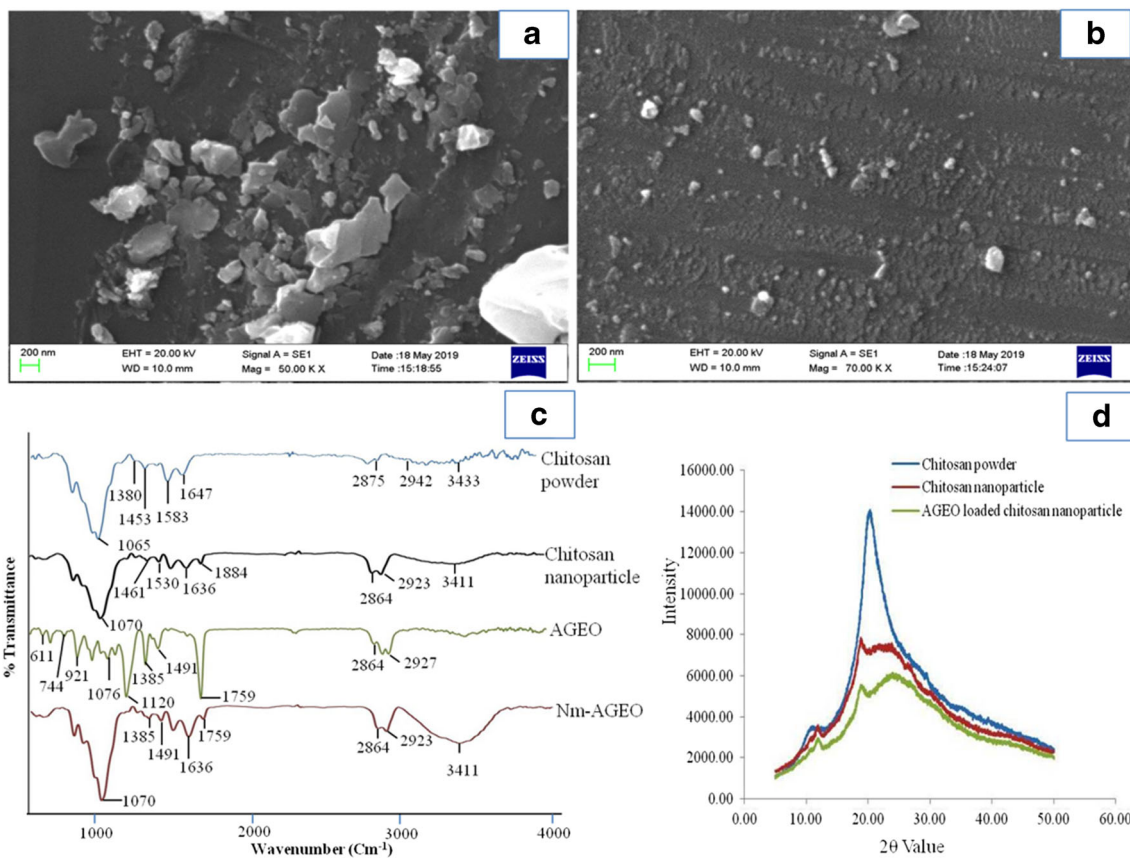 a
200 nm
EHT = 20.00 kV
WD = 10.0 mm
Signal A = SE1
Mag = 50.00 K X
Date :18 May 2019
Time :15:18:55
ZEISS
b
200 nm
EHT = 20.00 kV
WD = 10.0 mm
Signal A = SE1
Mag = 70.00 K X
Date :18 May 2019
Time :15:24:07
ZEISS
c
% Transmittance
Chitosan
powder
1380
1453
1583
1647
2875
2942
3433
1065
Chitosan
nanoparticle
1461
1530
1636
1884
2864
2923
3411
1070
AGEO
611
744
921
1076
1120
1385
1491
1759
2864
2927
Nm-AGEO
1385
1491
1636
1759
2864
2923
3411
1070
1000
2000
3000
4000
Wavenumber (Cm-1)
d
Chitosan powder
Chitosan nanoparticle
AGEO loaded chitosan nanoparticle
Intensity
16000.00
14000.00
12000.00
10000.00
8000.00
6000.00
4000.00
2000.00
0.00
0.00
10.00
20.00
30.00
40.00
50.00
60.00
2θ Value